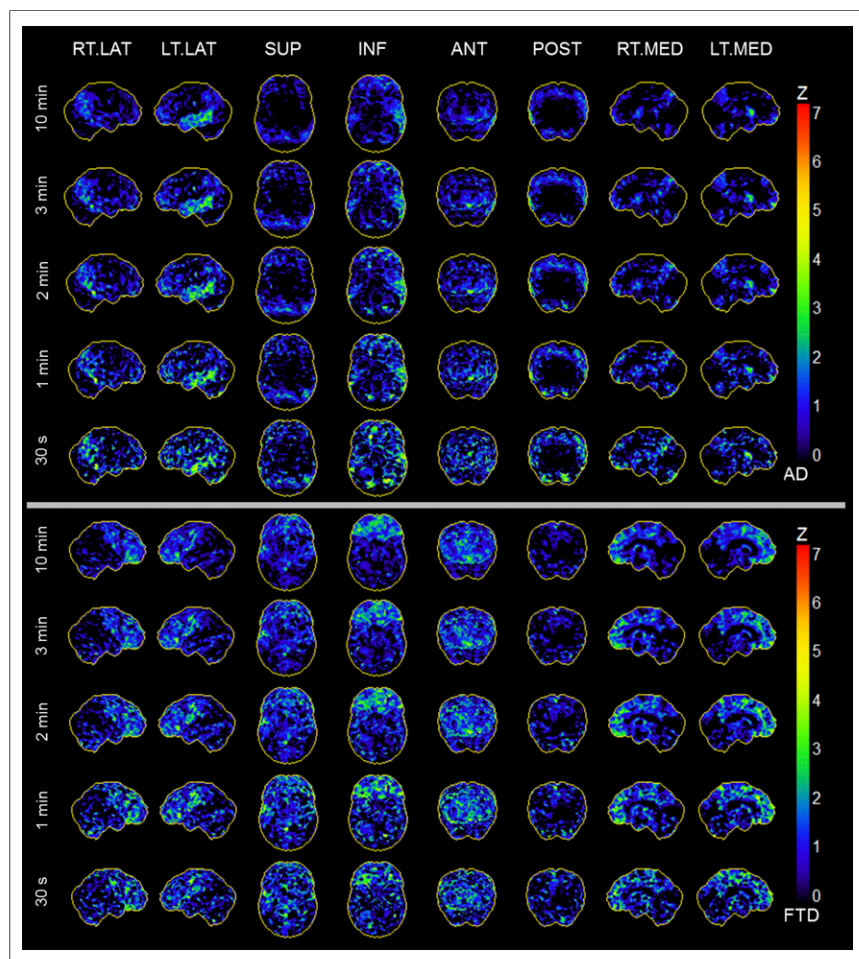 RT.LAT LT.LAT SUP INF ANT POST RT.MED LT.MED
Z
10 min
7
6
3 min
5
2 min
4
3
1 min
2
1
30 s
0
AD
Z
10 min
7
6
3 min
5
2 min
4
3
1 min
2
1
30 s
0
FTD